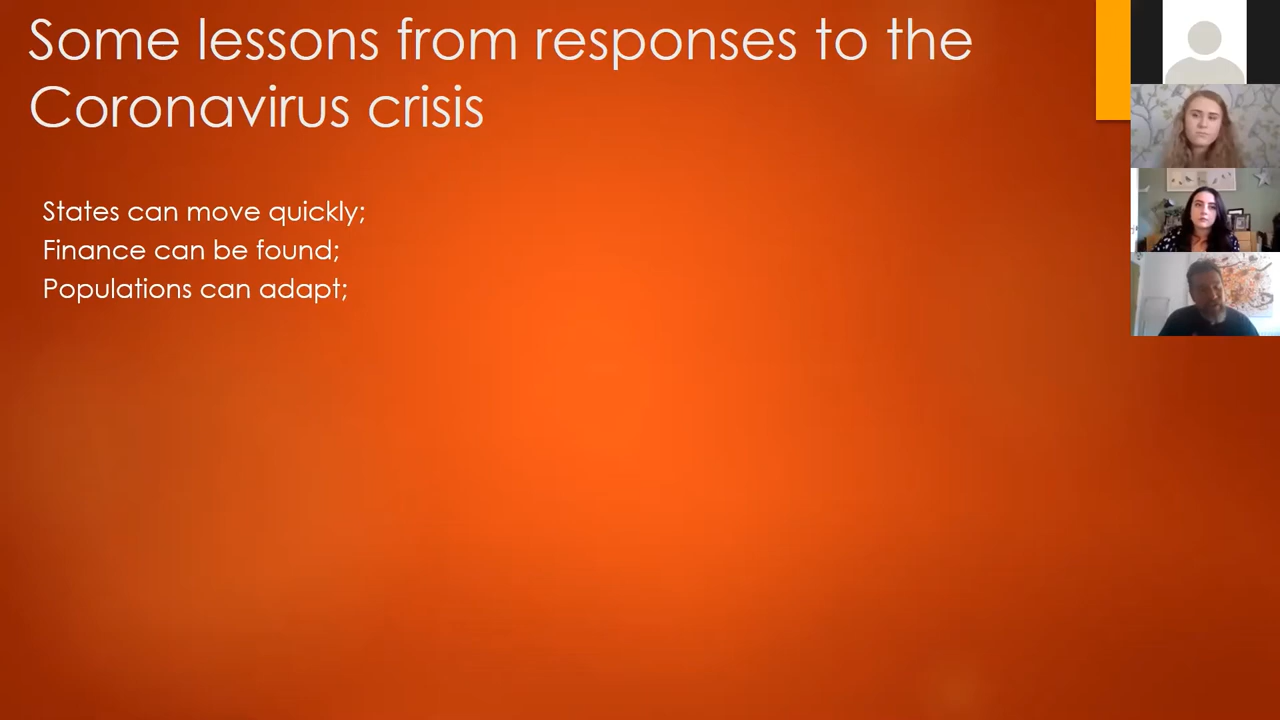 Some lessons from responses to the
Coronavirus crisis
States can move quickly;
Finance can be found;
Populations can adapt;